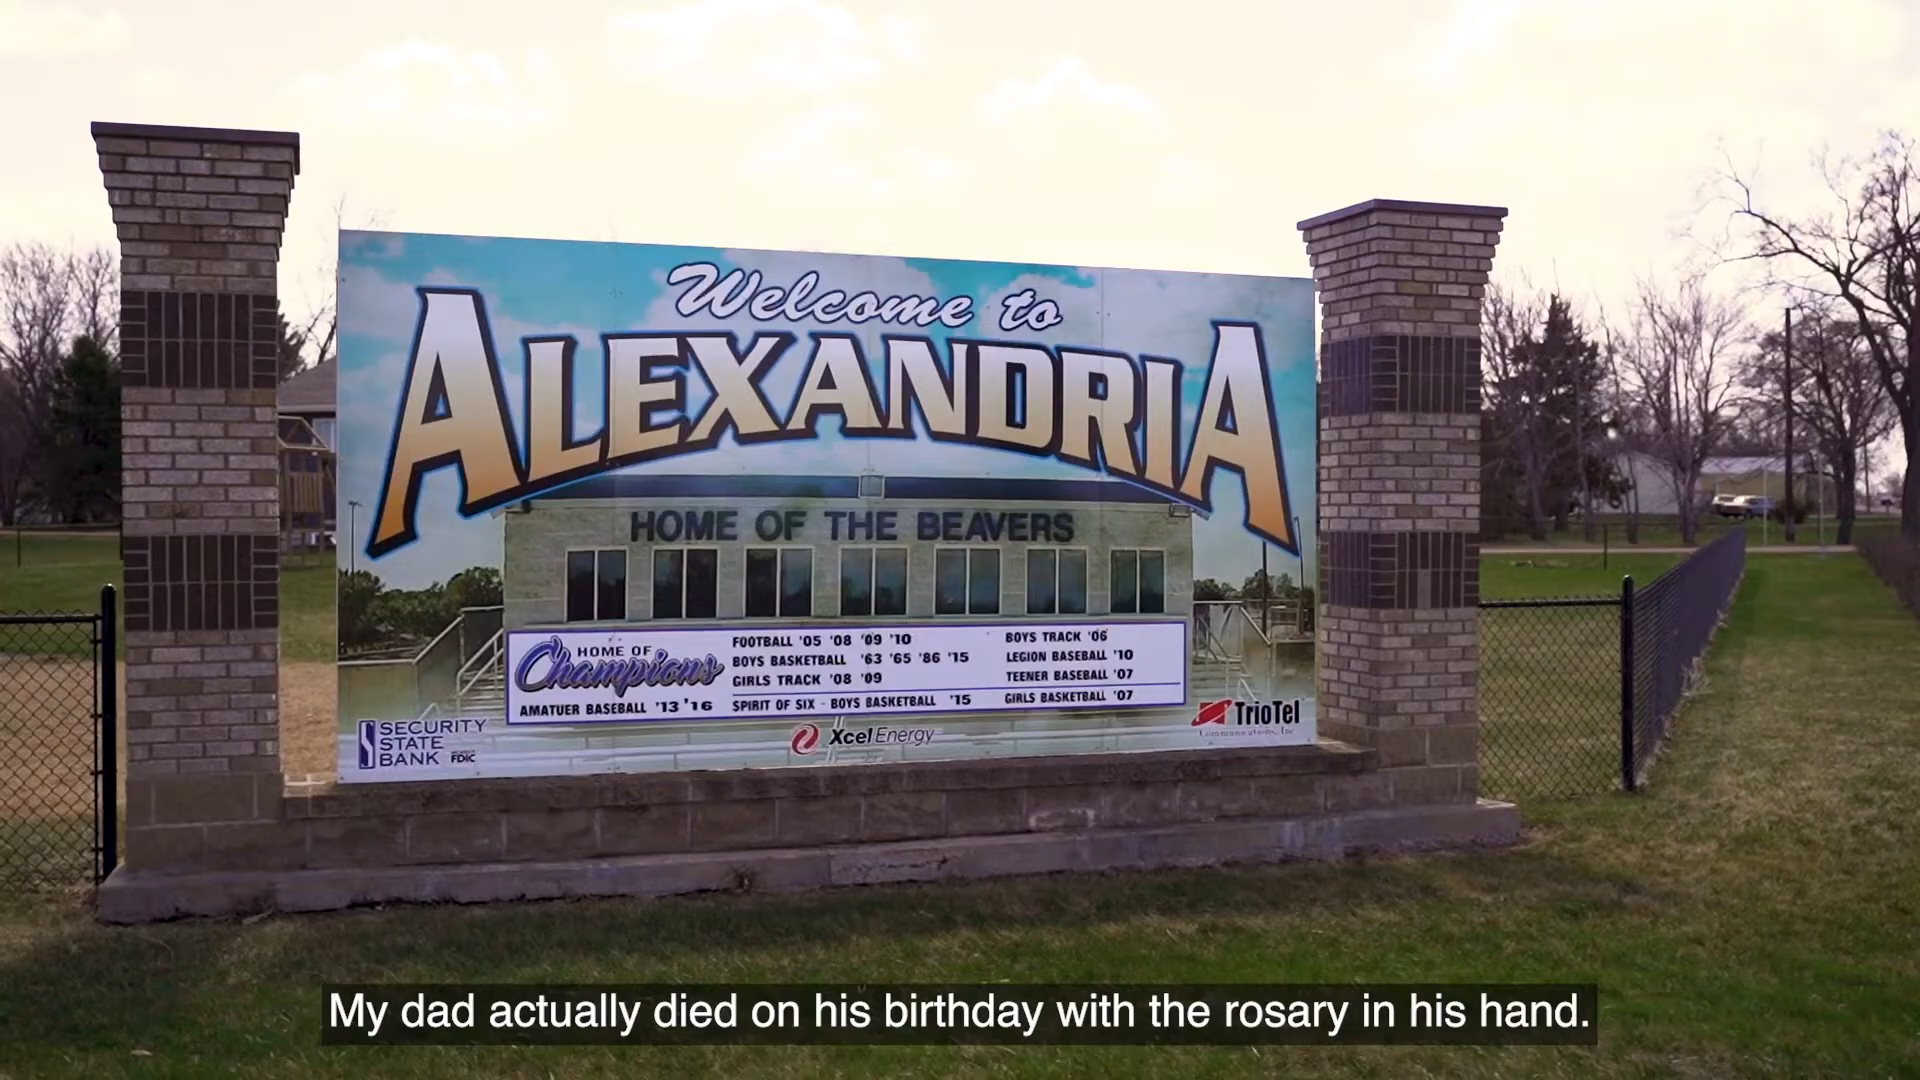 Welcome to
ALEXANDRIA
HOME OF THE BEAVERS
HOME OF
Champions
AMATUER BASEBALL '13 '16
FOOTBALL '05 '08 '09 '10
BOYS BASKETBALL '63 '65 '86 '15
GIRLS TRACK '08 '09
SPIRIT OF SIX - BOYS BASKETBALL '15
BOYS TRACK '06
LEGION BASEBALL '10
TEENER BASEBALL '07
GIRLS BASKETBALL '07
SECURITY
STATE
BANK
MEMBER
FDIC
Xcel Energy
TrioTel
Communications, Inc
My dad actually died on his birthday with the rosary in his hand.